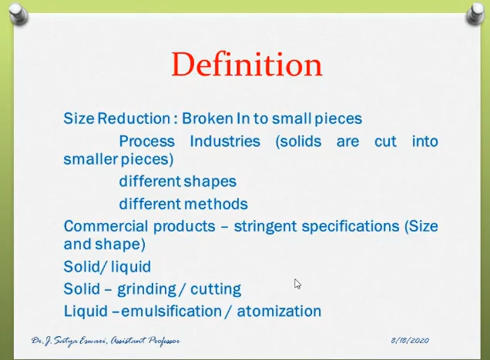 Definition
Size Reduction : Broken In to small pieces
Process Industries (solids are cut into
smaller pieces)
different shapes
different methods
Commercial products – stringent specifications (Size
and shape)
Solid/ liquid
Solid – grinding / cutting
Liquid –emulsification / atomization
Dr. J. Satya Eswari, Assistant Professor 8/18/2020